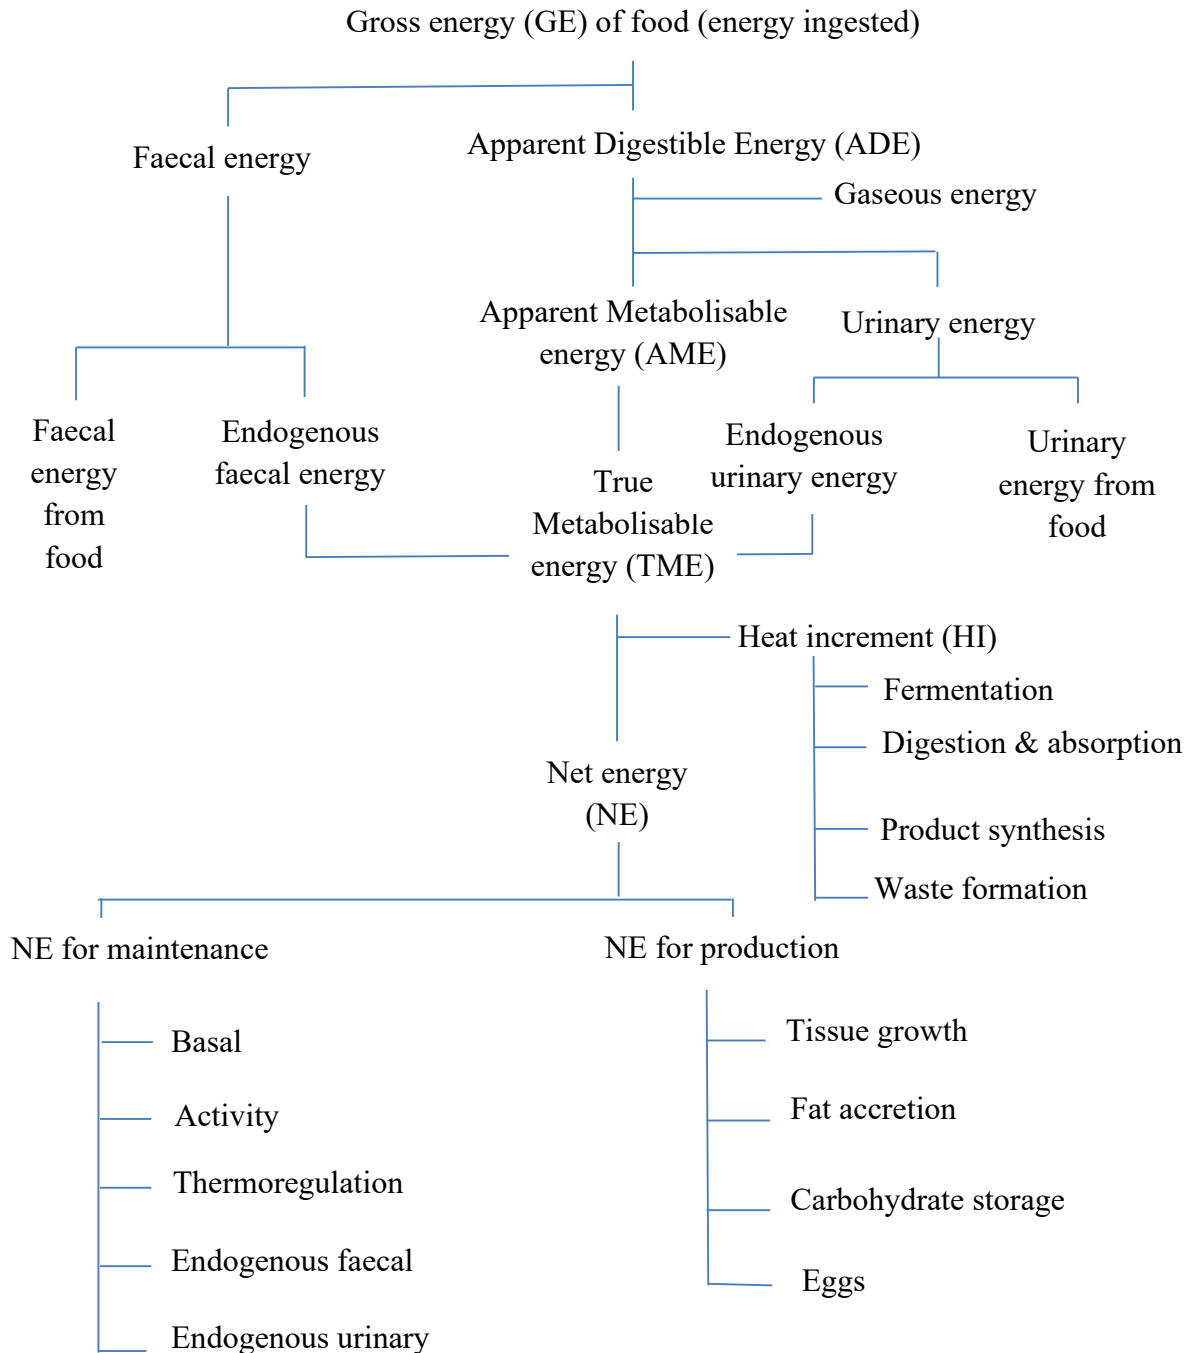 Gross energy (GE) of food (energy ingested)
Faecal energy
Apparent Digestible Energy (ADE)
Gaseous energy
Apparent Metabolisable
energy (AME)
Urinary energy
Faecal
energy
from
food
Endogenous
faecal energy
True
Metabolisable
energy (TME)
Endogenous
urinary energy
Urinary
energy from
food
Heat increment (HI)
Fermentation
Digestion & absorption
Product synthesis
Waste formation
Net energy
(NE)
NE for maintenance
Basal
Activity
Thermoregulation
Endogenous faecal
Endogenous urinary
NE for production
Tissue growth
Fat accretion
Carbohydrate storage
Eggs